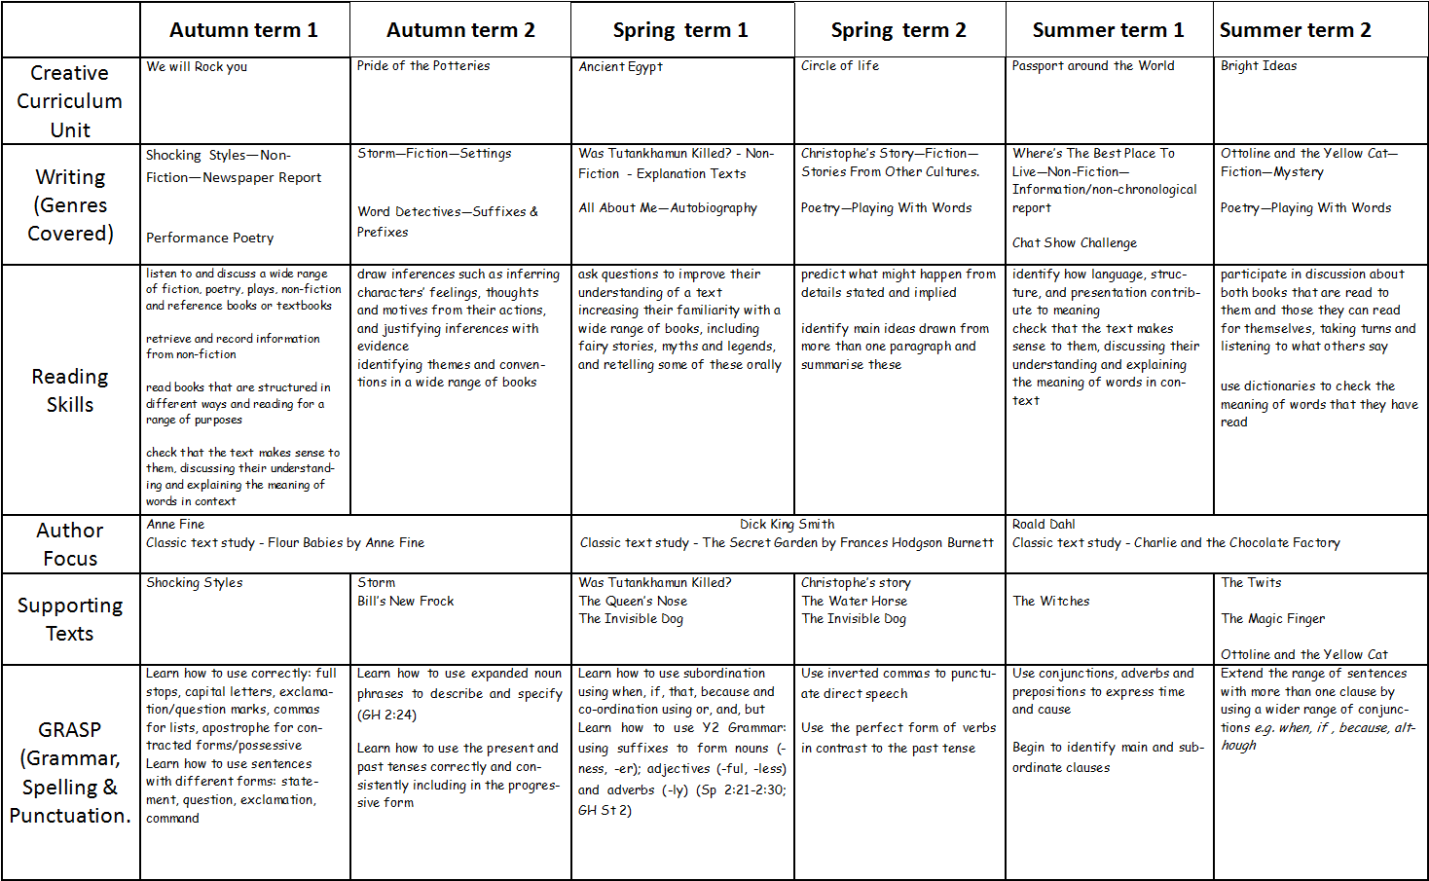 Autumn term 1
Autumn term 2
Spring term 1
Spring term 2
Summer term 1
Summer term 2
Creative
Curriculum
Unit
We will Rock you
Pride of the Potteries
Ancient Egypt
Circle of life
Passport around the World
Bright Ideas
Writing
(Genres
Covered)
Shocking Styles—Non-
Fiction—Newspaper Report
Performance Poetry
Storm—Fiction—Settings
Word Detectives—Suffixes &
Prefixes
Was Tutankhamun Killed? - Non-
Fiction - Explanation Texts
All About Me—Autobiography
Christophe's Story—Fiction—
Stories From Other Cultures.
Poetry—Playing With Words
Where's The Best Place To
Live—Non-Fiction—
Information/non-chronological
report
Chat Show Challenge
Ottoline and the Yellow Cat—
Fiction—Mystery
Poetry—Playing With Words
Reading
Skills
listen to and discuss a wide range
of fiction, poetry, plays, non-fiction
and reference books or textbooks
retrieve and record information
from non-fiction
read books that are structured in
different ways and reading for a
range of purposes
check that the text makes sense to
them, discussing their understand-
ing and explaining the meaning of
words in context
draw inferences such as inferring
characters' feelings, thoughts
and motives from their actions,
and justifying inferences with
evidence
identifying themes and conven-
tions in a wide range of books
ask questions to improve their
understanding of a text
increasing their familiarity with a
wide range of books, including
fairy stories, myths and legends,
and retelling some of these orally
predict what might happen from
details stated and implied
identify main ideas drawn from
more than one paragraph and
summarise these
identify how language, struc-
ture, and presentation contrib-
ute to meaning
check that the text makes
sense to them, discussing their
understanding and explaining
the meaning of words in con-
text
participate in discussion about
both books that are read to
them and those they can read
for themselves, taking turns and
listening to what others say
use dictionaries to check the
meaning of words that they have
read
Author
Focus
Anne Fine
Classic text study - Flour Babies by Anne Fine
Dick King Smith
Classic text study - The Secret Garden by Frances Hodgson Burnett
Roald Dahl
Classic text study - Charlie and the Chocolate Factory
Supporting
Texts
Shocking Styles
Storm
Bill's New Frock
Was Tutankhamun Killed?
The Queen's Nose
The Invisible Dog
Christophe's story
The Water Horse
The Invisible Dog
The Witches
The Twits
The Magic Finger
Ottoline and the Yellow Cat
GRASP
(Grammar,
Spelling &
Punctuation.
Learn how to use correctly: full
stops, capital letters, exclama-
tion/question marks, commas
for lists, apostrophe for con-
tracted forms/possessive
Learn how to use sentences
with different forms: state-
ment, question, exclamation,
command
Learn how to use expanded noun
phrases to describe and specify
(GH 2:24)
Learn how to use the present and
past tenses correctly and con-
sistently including in the progres-
sive form
Learn how to use subordination
using when, if, that, because and
co-ordination using or, and, but
Learn how to use Y2 Grammar:
using suffixes to form nouns (-
ness, -er); adjectives (-ful, -less)
and adverbs (-ly) (Sp 2:21-2:30;
GH St 2)
Use inverted commas to punctu-
ate direct speech
Use the perfect form of verbs
in contrast to the past tense
Use conjunctions, adverbs and
prepositions to express time
and cause
Begin to identify main and sub-
ordinate clauses
Extend the range of sentences
with more than one clause by
using a wider range of conjunc-
tions e.g. when, if , because, alt-
hough